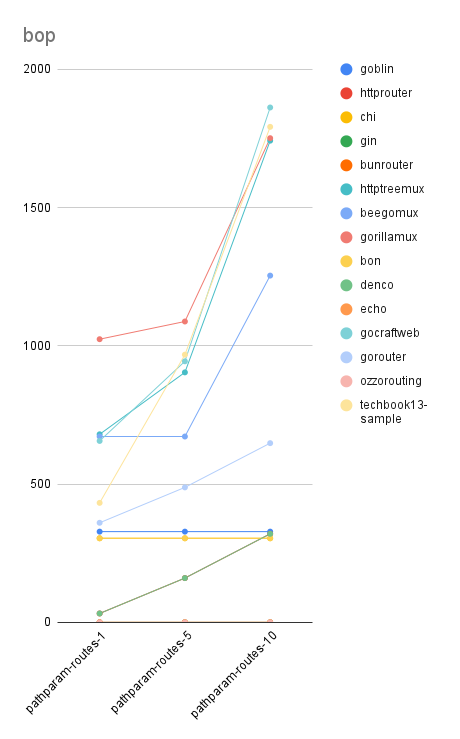 bop
2000
1500
1000
500
0
pathparam-routes-1
pathparam-routes-5
pathparam-routes-10
goblin
httprouter
chi
gin
bunrouter
httptreemux
beegomux
gorillamux
bon
denco
echo
gocraftweb
gorouter
ozzorouting
techbook13-
sample